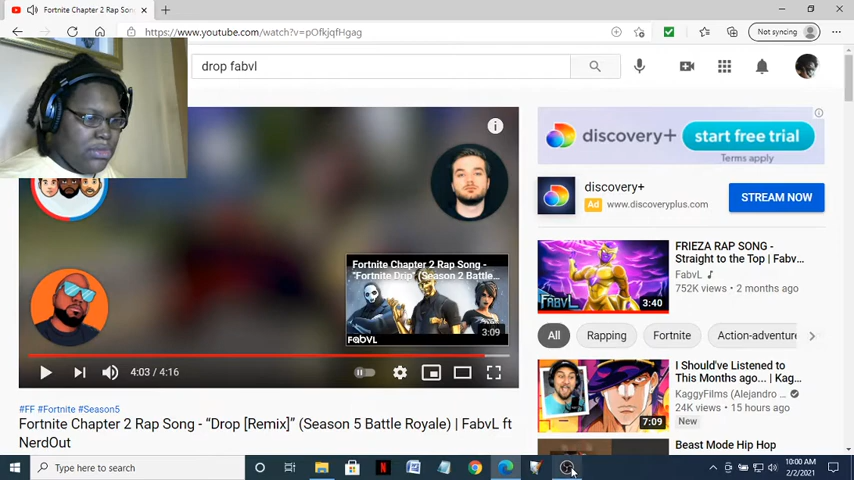 Fortnite Chapter 2 Rap Son
https://www.youtube.com/watch?v=pOfkjqfHgag
Not syncing
drop fabvl
discovery+
start free trial
Terms apply
discovery+
Ad www.discoveryplus.com
STREAM NOW
Fortnite Chapter 2 Rap Song -
"Fortnite Drip" (Season 2 Battle...
3:09
FABVL
4:03 / 4:16
FABVL
3:40
FRIEZA RAP SONG -
Straight to the Top | Fabv...
FabvL
752K views • 2 months ago
All
Rapping
Fortnite
Action-adventure
7:09
I Should've Listened to
This Months ago... | Kag...
KaggyFilms (Alejandro ...
24K views • 15 hours ago
New
Beast Mode Hip Hop
#FF #Fortnite #Season5
Fortnite Chapter 2 Rap Song - “Drop [Remix]” (Season 5 Battle Royale) | FabvL ft
NerdOut
Type here to search
10:00 AM
2/2/2021